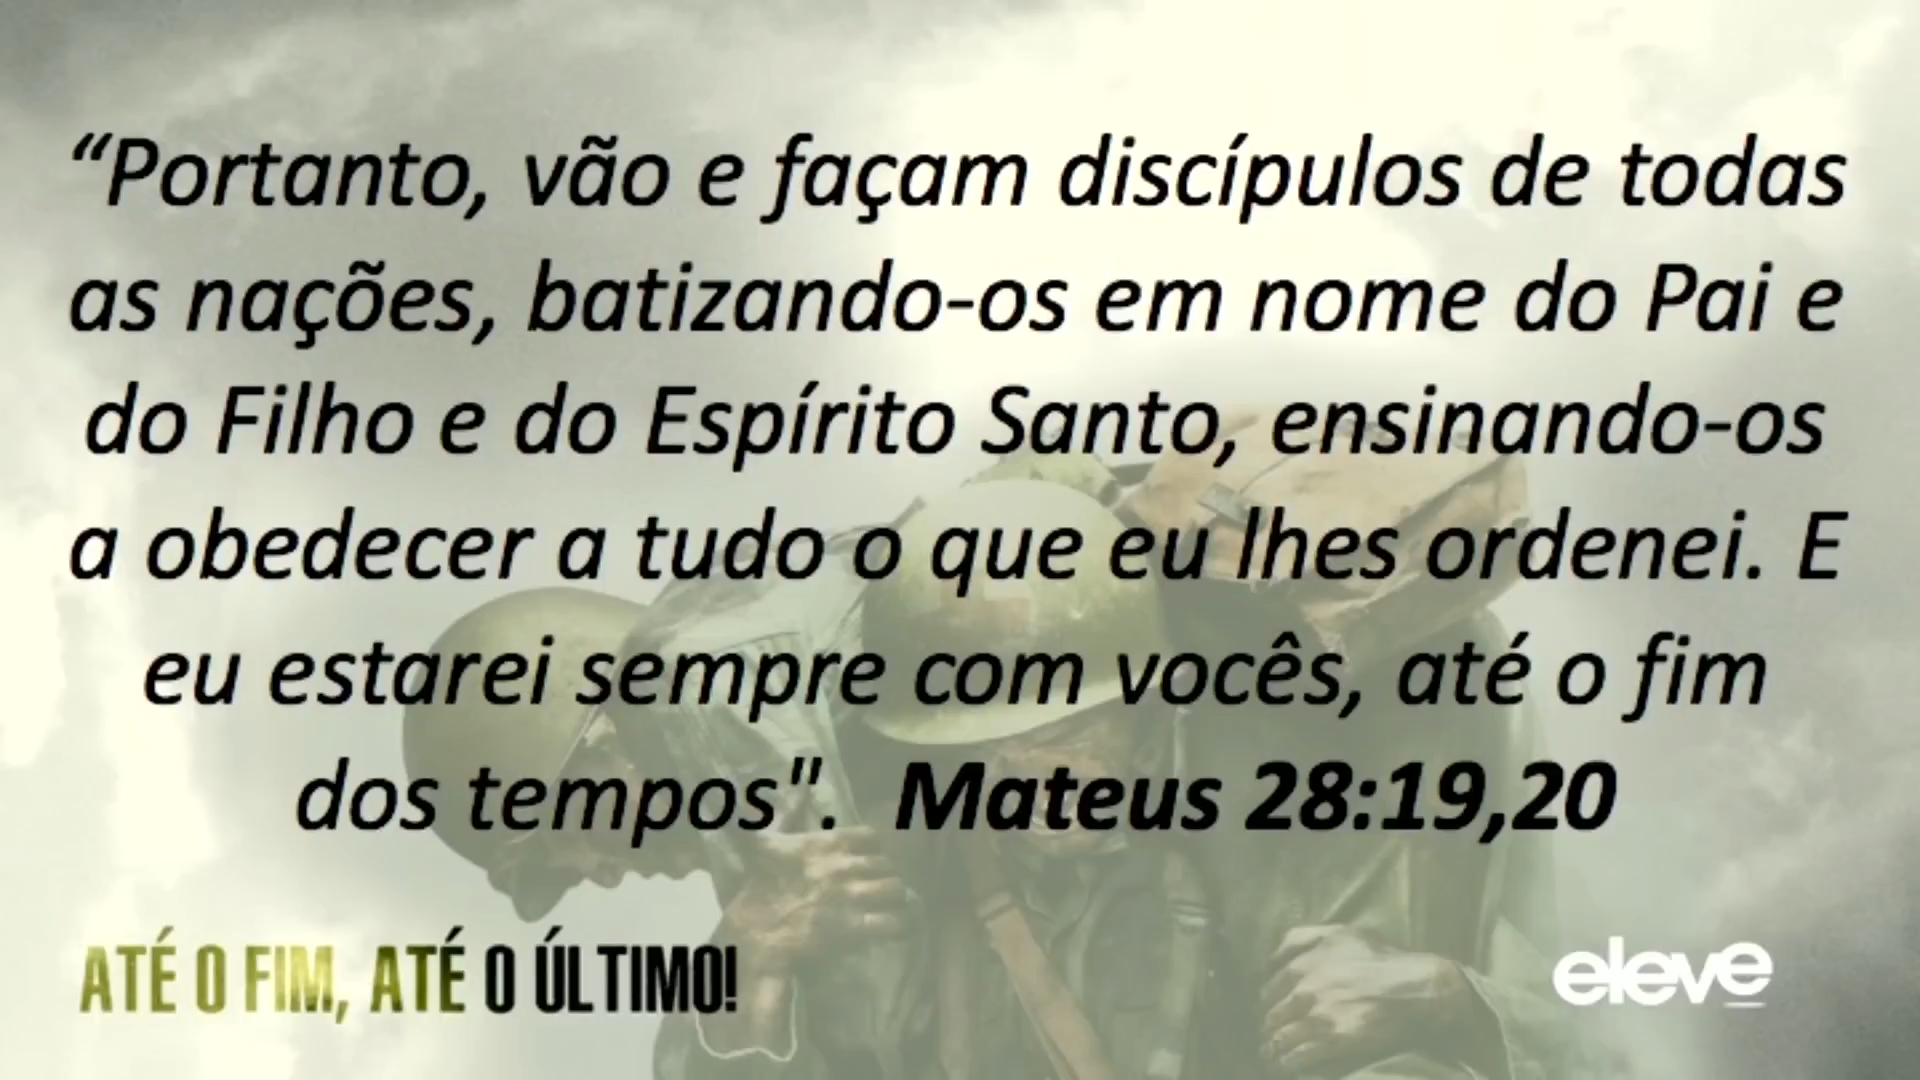 “Portanto, vão e façam discípulos de todas
as nações, batizando-os em nome do Pai e
do Filho e do Espírito Santo, ensinando-os
a obedecer a tudo o que eu lhes ordenei. E
eu estarei sempre com vocês, até o fim
dos tempos". Mateus 28:19,20
ATÉ O FIM, ATÉ O ÚLTIMO!
eleve